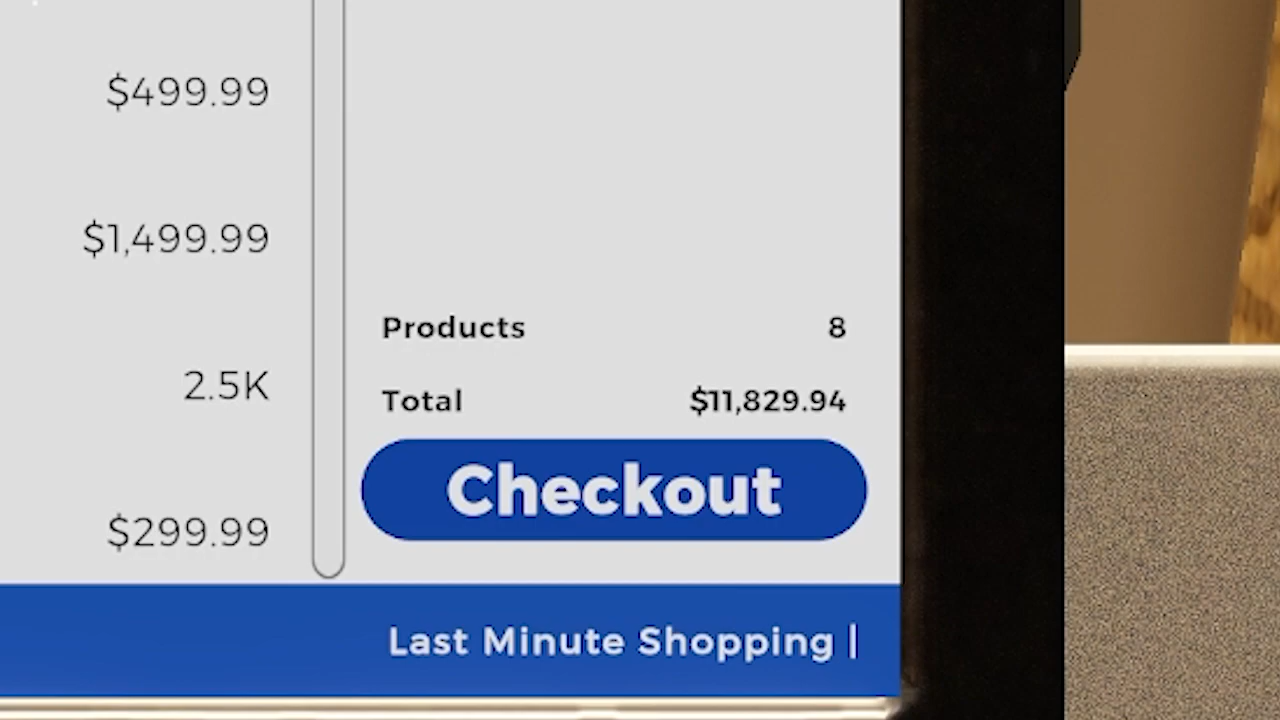 $499.99
$1,499.99
2.5K
$299.99
Products 8
Total $11,829.94
Checkout
Last Minute Shopping |